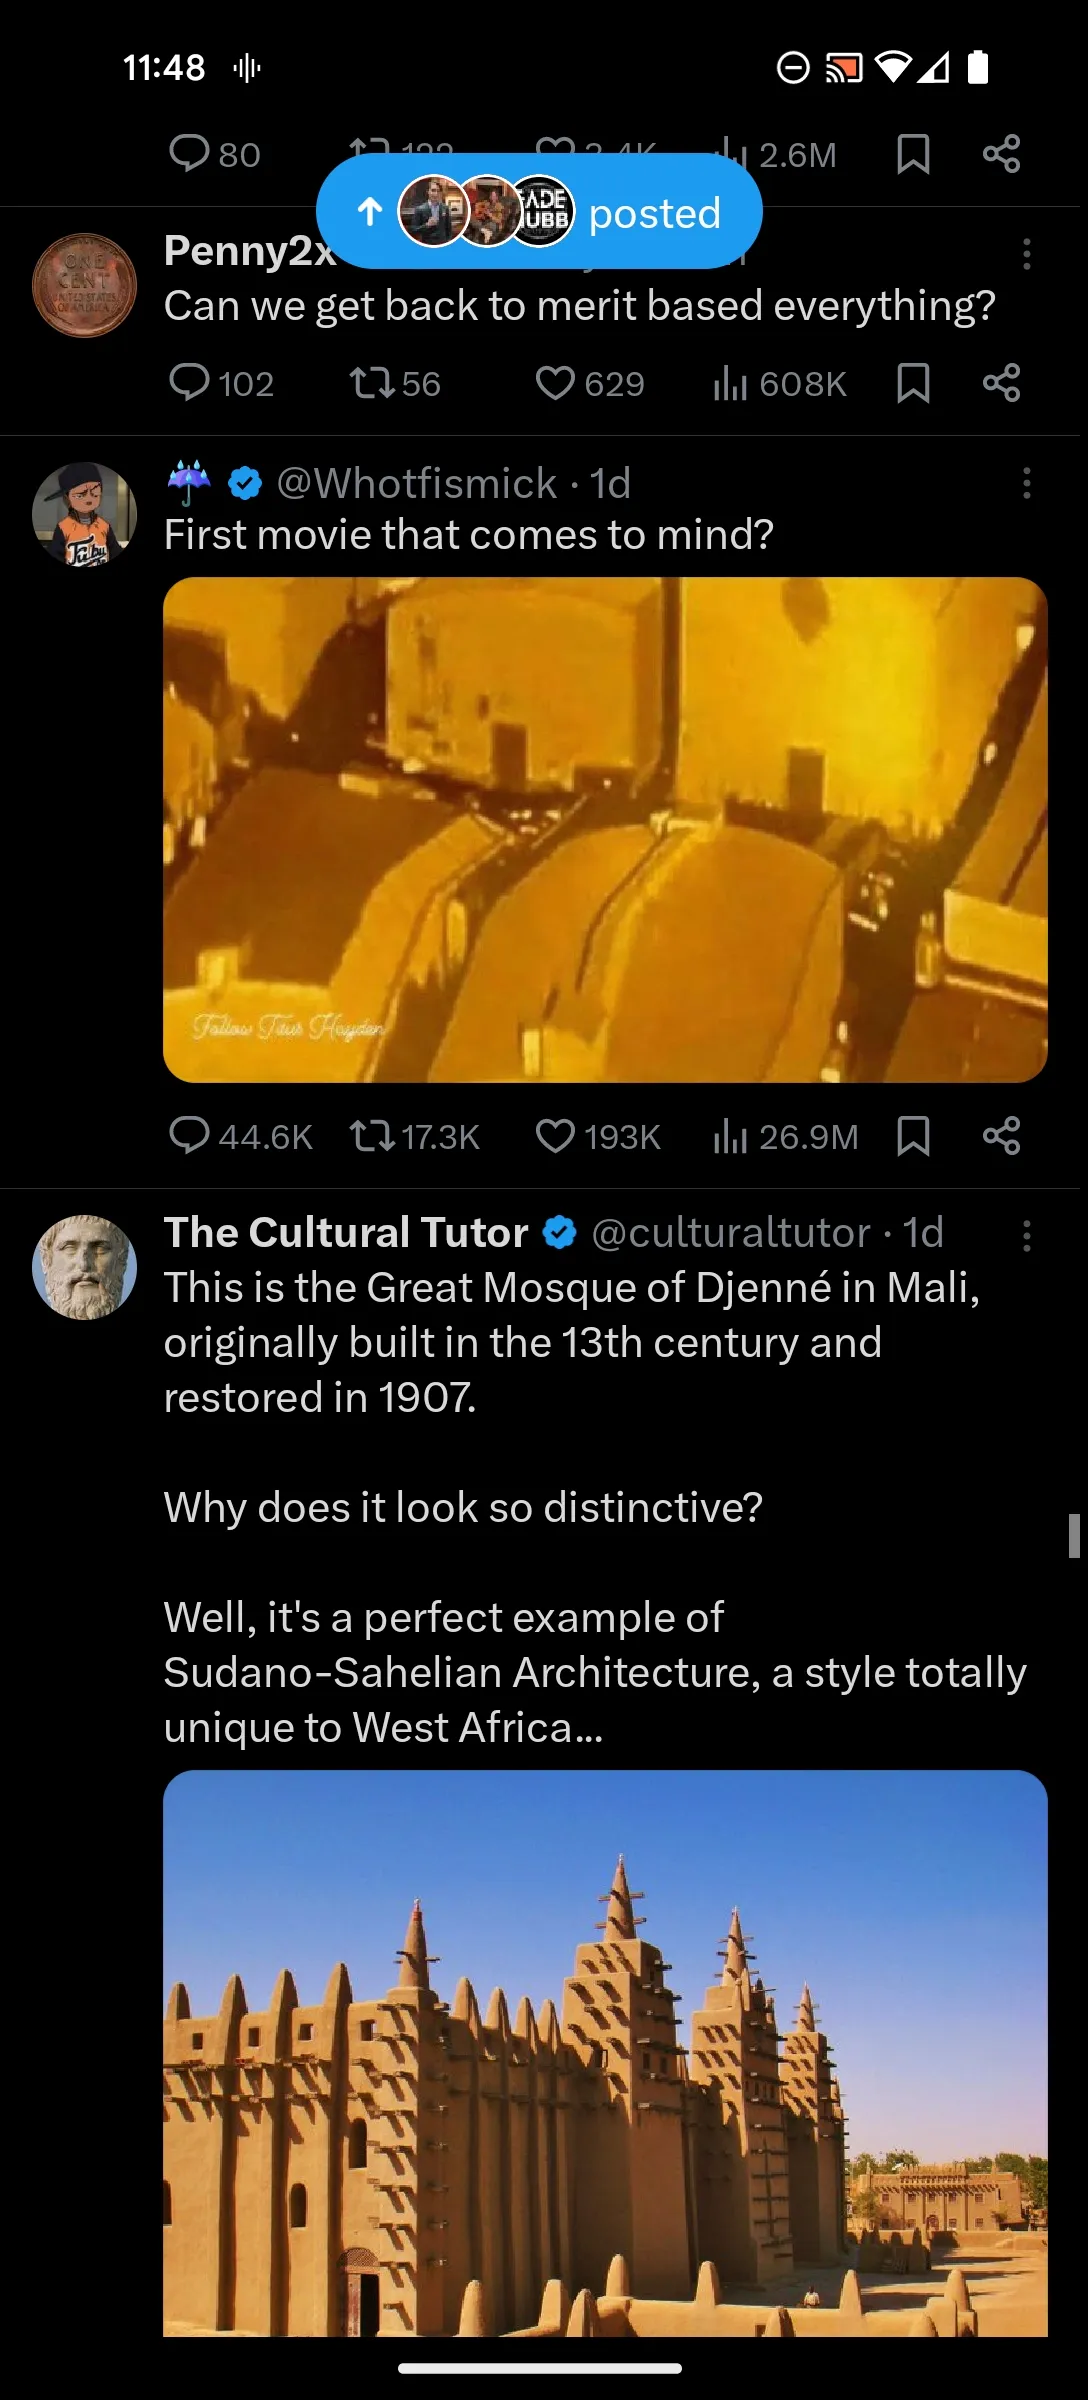 11:48
80
2.6M
posted
Penny2x
Can we get back to merit based everything?
102 56 629 608K
@Whotfismick · 1d
First movie that comes to mind?
Follow Titus Hayden
44.6K 17.3K 193K 26.9M
The Cultural Tutor @culturaltutor · 1d
This is the Great Mosque of Djenné in Mali,
originally built in the 13th century and
restored in 1907.
Why does it look so distinctive?
Well, it's a perfect example of
Sudano-Sahelian Architecture, a style totally
unique to West Africa...